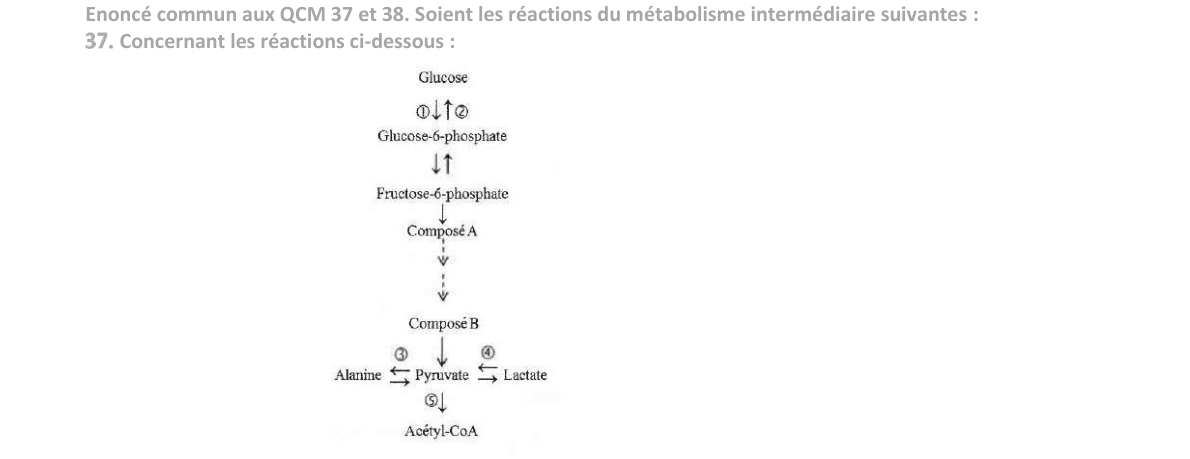 Enoncé commun aux QCM 37 et 38. Soient les réactions du métabolisme intermédiaire suivantes :
37. Concernant les réactions ci-dessous :
Glucose
①↓↑②
Glucose-6-phosphate
↓↑
Fructose-6-phosphate
↓
Composé A
Composé B
③ ↓ ④
Alanine ⇆ Pyruvate ⇆ Lactate
⑤↓
Acétyl-CoA